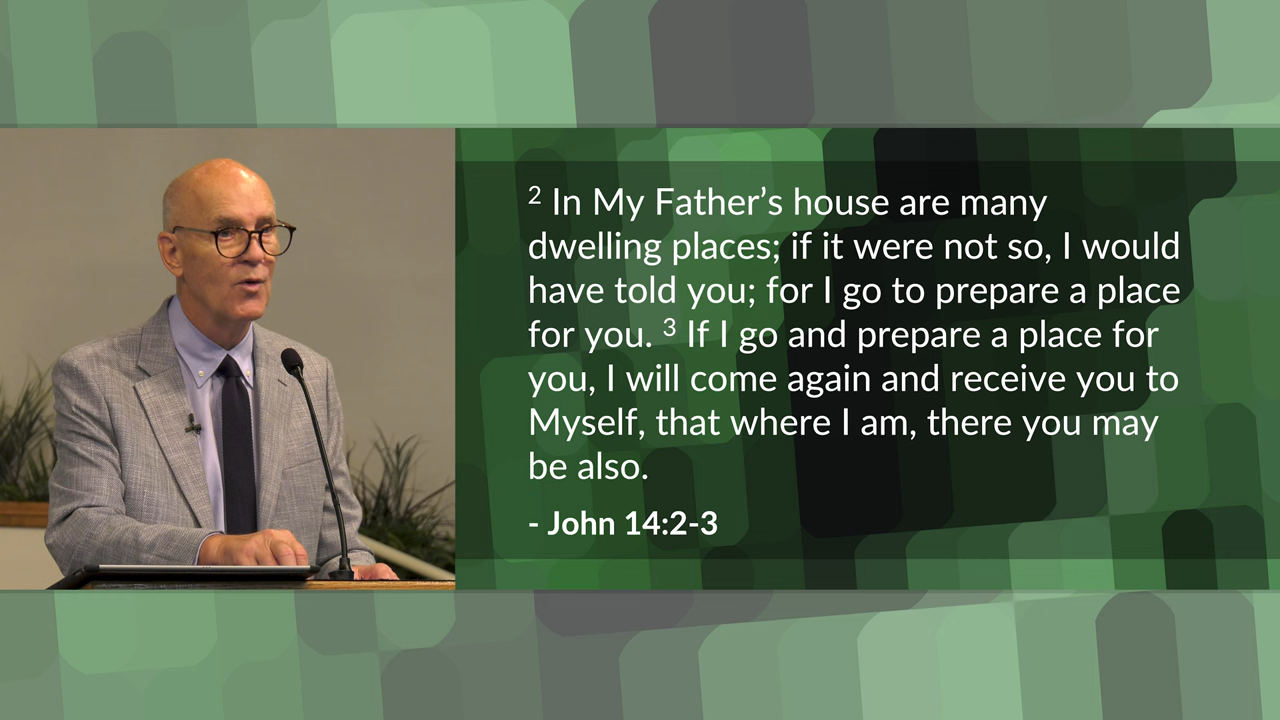 2 In My Father’s house are many
dwelling places; if it were not so, I would
have told you; for I go to prepare a place
for you. 3 If I go and prepare a place for
you, I will come again and receive you to
Myself, that where I am, there you may
be also.
- John 14:2-3